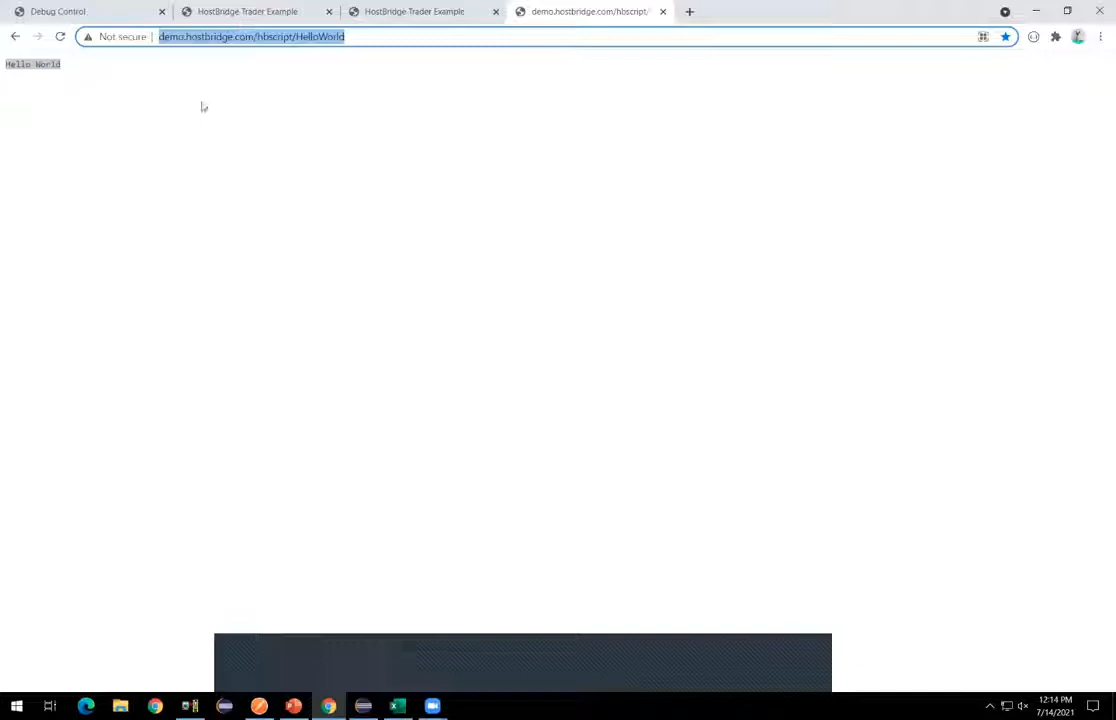 Debug Control
HostBridge Trader Example
HostBridge Trader Example
demo.hostbridge.com/hbscript/
Not secure | demo.hostbridge.com/hbscript/HelloWorld
Hello World
12:14 PM
7/14/2021